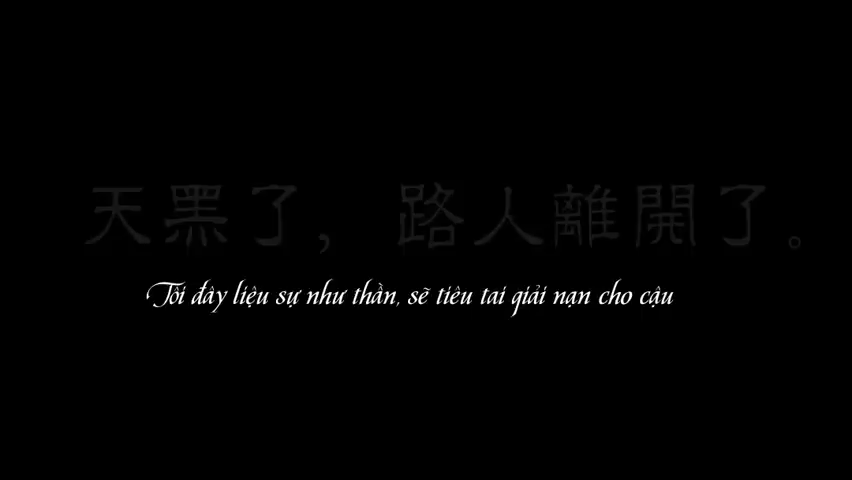 天黑了，路人離開了。
Tôi đây liệu sự như thần, sẽ tiêu tai giải nạn cho cậu